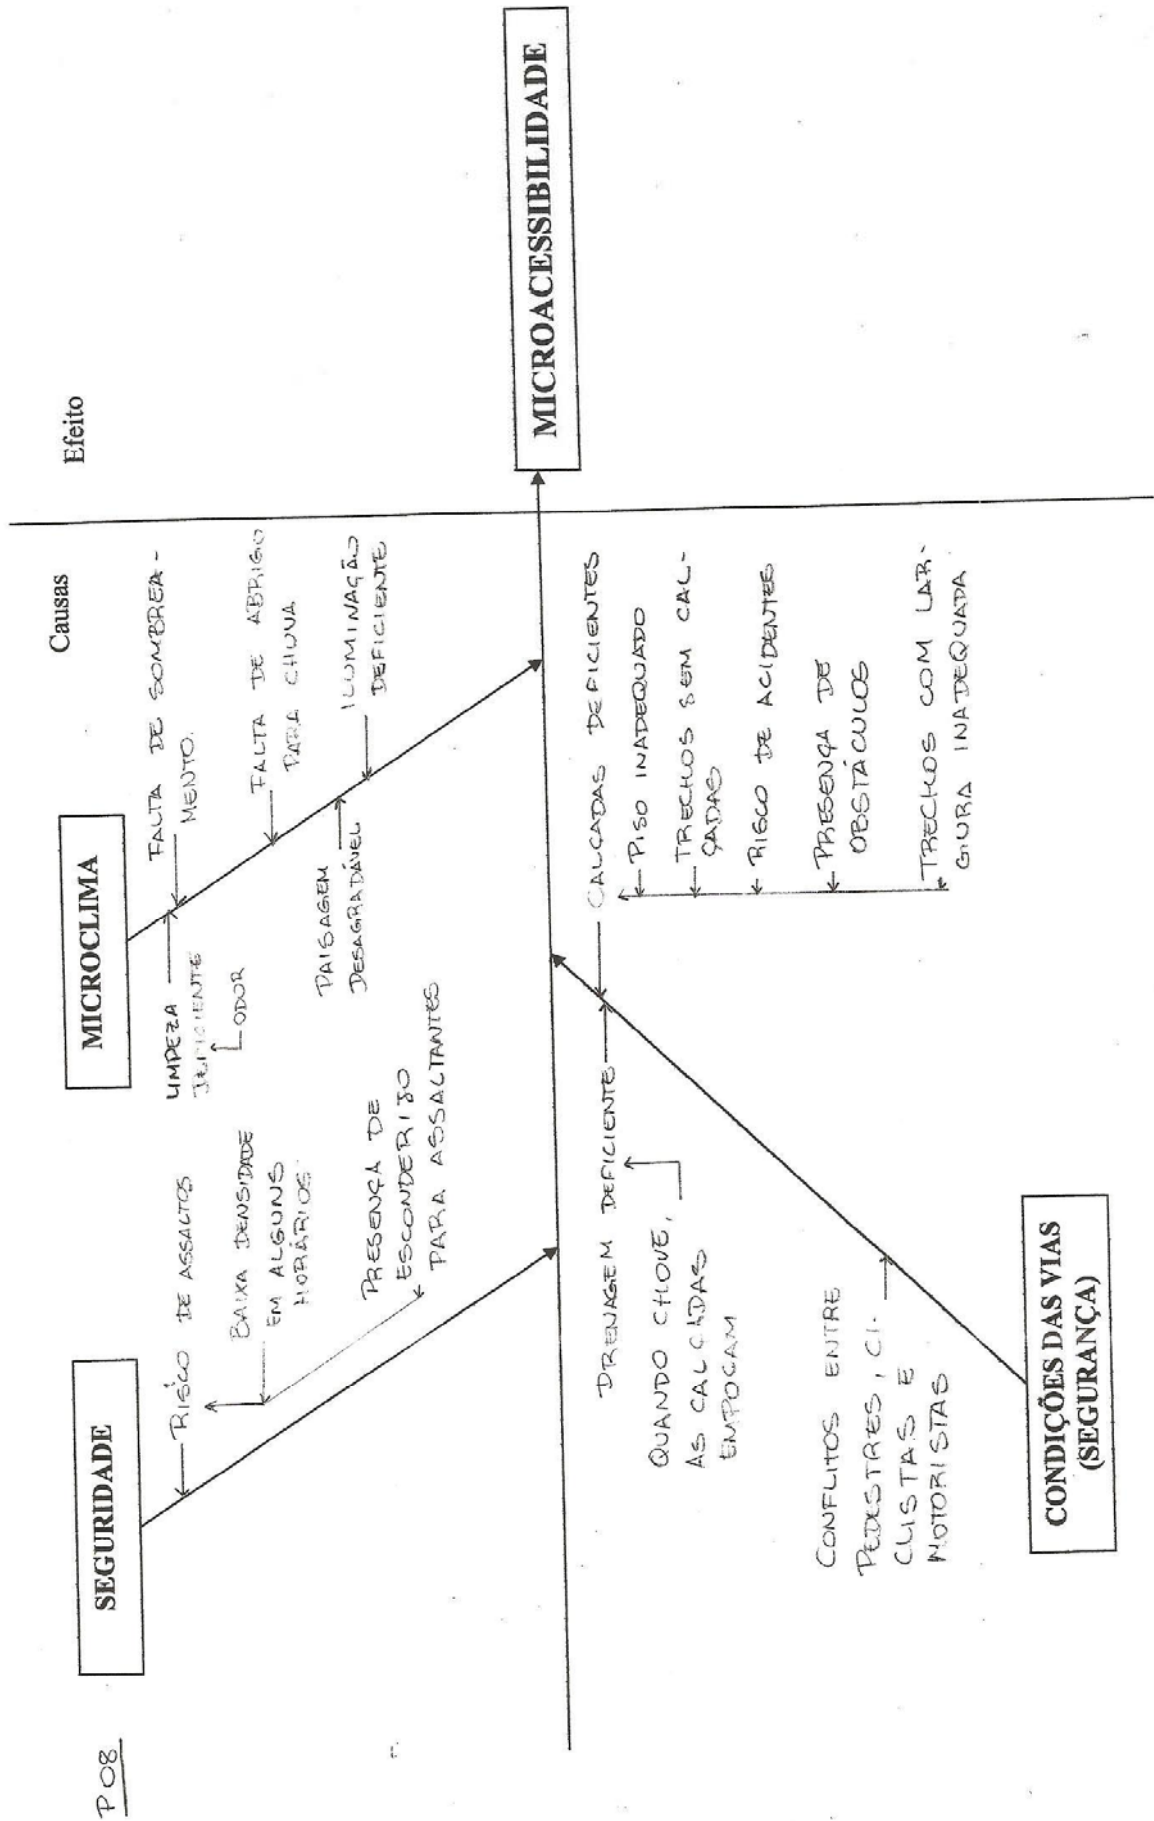 P08
Causas
Efeito
SEGURIDADE
RISCO DE ASSALTOS
BAIXA DENSIDADE
EM ALGUNS
HORÁRIOS
PRESENÇA DE
ESCONDERIJO
PARA ASSALTANTES
MICROCLIMA
LIMPEZA
DEFICIENTE
ODOR
FALTA DE SOMBREA-
MENTO.
FALTA DE ABRIGO
PARA CHUVA
PAISAGEM
DESAGRADÁVEL
ILUMINAÇÃO
DEFICIENTE
MICROACESSIBILIDADE
DRENAGEM DEFICIENTE
QUANDO CHOVE,
AS CALÇADAS
EMPOÇAM
CALÇADAS DEFICIENTES
PISO INADEQUADO
TRECHOS SEM CAL-
ÇADAS
RISCO DE ACIDENTES
PRESENÇA DE
OBSTÁCULOS
TRECHOS COM LAR-
GURA INADEQUADA
CONFLITOS ENTRE
PEDESTRES, CI-
CLISTAS E
MOTORISTAS
CONDIÇÕES DAS VIAS
(SEGURANÇA)